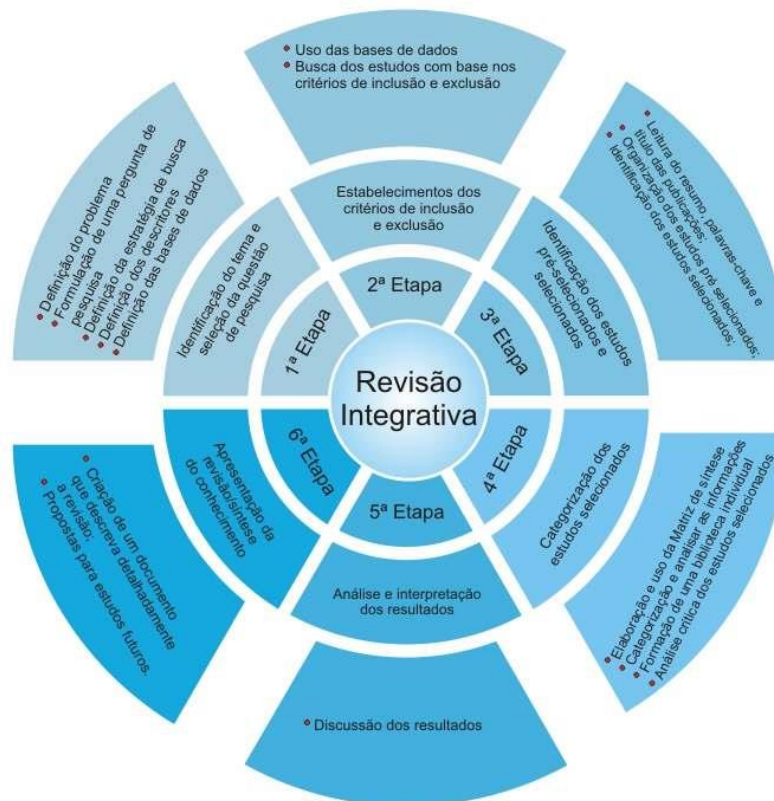 Revisão
Integrativa
1ª Etapa
Identificação do tema e
seleção da questão
de pesquisa
Definição do problema
Formulação de uma pergunta de
pesquisa
Definição da estratégia de busca
Definição dos descritores
Definição das bases de dados
2ª Etapa
Estabelecimentos dos
critérios de inclusão
e exclusão
Uso das bases de dados
Busca dos estudos com base nos
critérios de inclusão e exclusão
3ª Etapa
Identificação dos estudos
pré-selecionados e
selecionados
Leitura do resumo, palavras-chave e
título das publicações;
Organização dos estudos pré selecionados;
Identificação dos estudos selecionados;
4ª Etapa
Categorização dos
estudos selecionados
Elaboração e uso da Matriz de síntese
Categorização e analisar as informações
Formação de uma biblioteca individual
Análise crítica dos estudos selecionados
5ª Etapa
Análise e interpretação
dos resultados
Discussão dos resultados
6ª Etapa
Apresentação da
revisão/síntese
do conhecimento
Criação de um documento
que descreva detalhadamente
a revisão;
Propostas para estudos futuros.